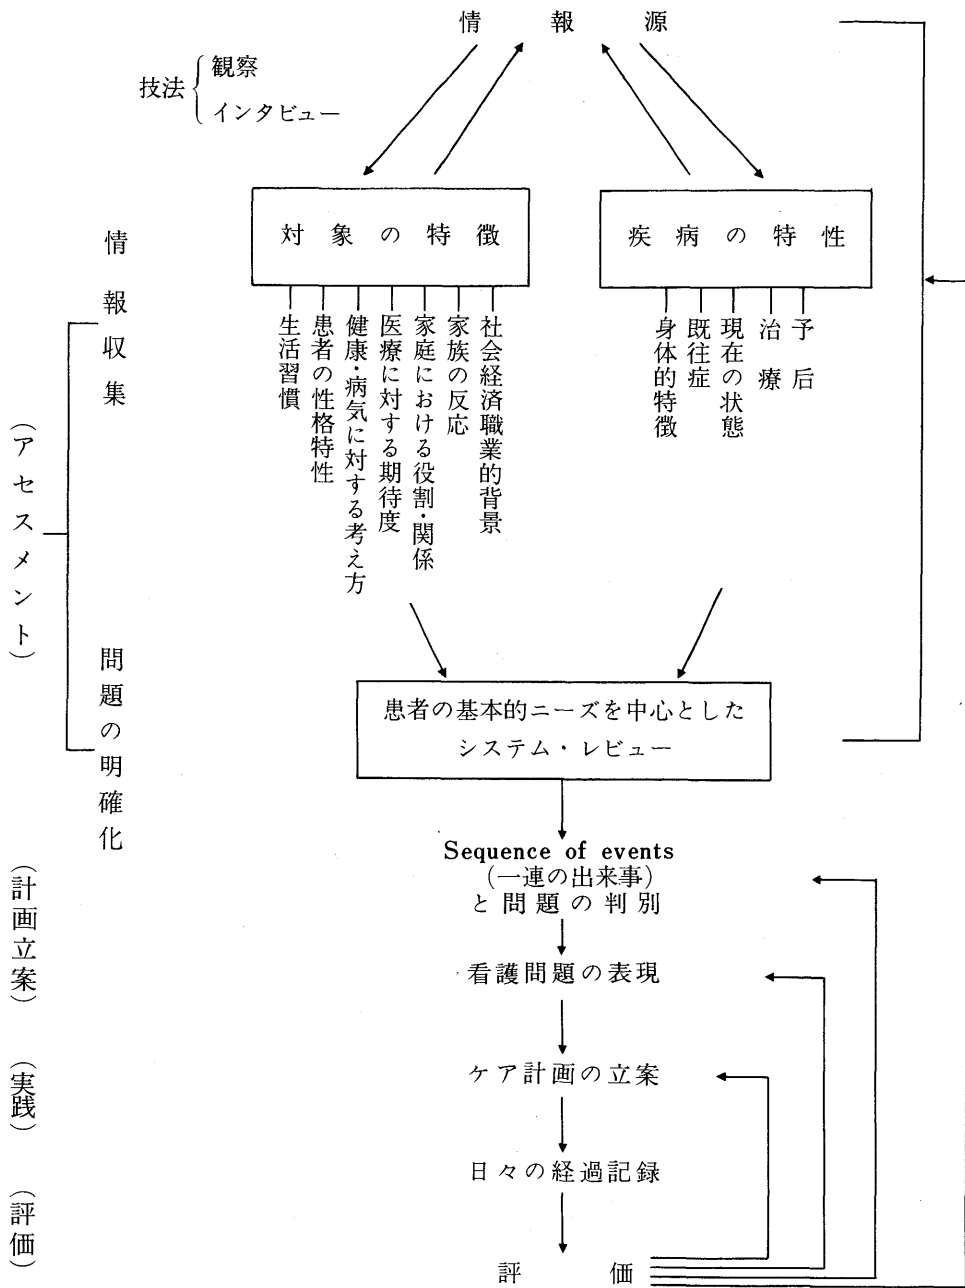 情報源
技法
観察
インタビュー
対象の特徴
疾病の特性
生活習慣
患者の性格特性
健康・病気に対する考え方
医療に対する期待度
家庭における役割・関係
家族の反応
社会経済職業的背景
身体的特徴
既往症
現在の状態
治療
予后
情報収集
(アセスメント)
問題の明確化
患者の基本的ニーズを中心とした
システム・レビュー
Sequence of events
(一連の出来事)
と問題の判別
(計画立案)
看護問題の表現
ケア計画の立案
(実践)
日々の経過記録
(評価)
評価